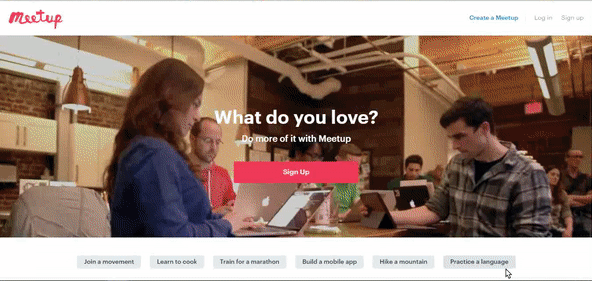 Meetup
Create a Meetup
Log in
Sign up
What do you love?
Do more of it with Meetup
Sign Up
Join a movement
Learn to cook
Train for a marathon
Build a mobile app
Hike a mountain
Practice a language